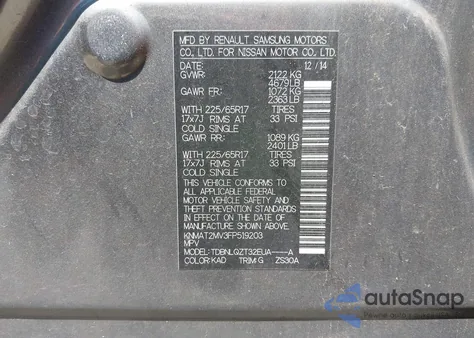 MFD BY RENAULT SAMSUNG MOTORS
CO., LTD. FOR NISSAN MOTOR CO., LTD.
DATE: 12/14
GVWR: 2122 KG
4679 LB
GAWR FR: 1072 KG
2363 LB
WITH 225/65R17 TIRES
17x7J RIMS AT 33 PSI
COLD SINGLE
GAWR RR: 1089 KG
2401 LB
WITH 225/65R17 TIRES
17x7J RIMS AT 33 PSI
COLD SINGLE
THIS VEHICLE CONFORMS TO
ALL APPLICABLE FEDERAL
MOTOR VEHICLE SAFETY AND
THEFT PREVENTION STANDARDS
IN EFFECT ON THE DATE OF
MANUFACTURE SHOWN ABOVE.
KNMAT2MV3FP519203
MPV
MODEL: TDBNLQZT32EUA----A
COLOR:KAD TRIM:G ZS30A
autoSnap
POWERED BY